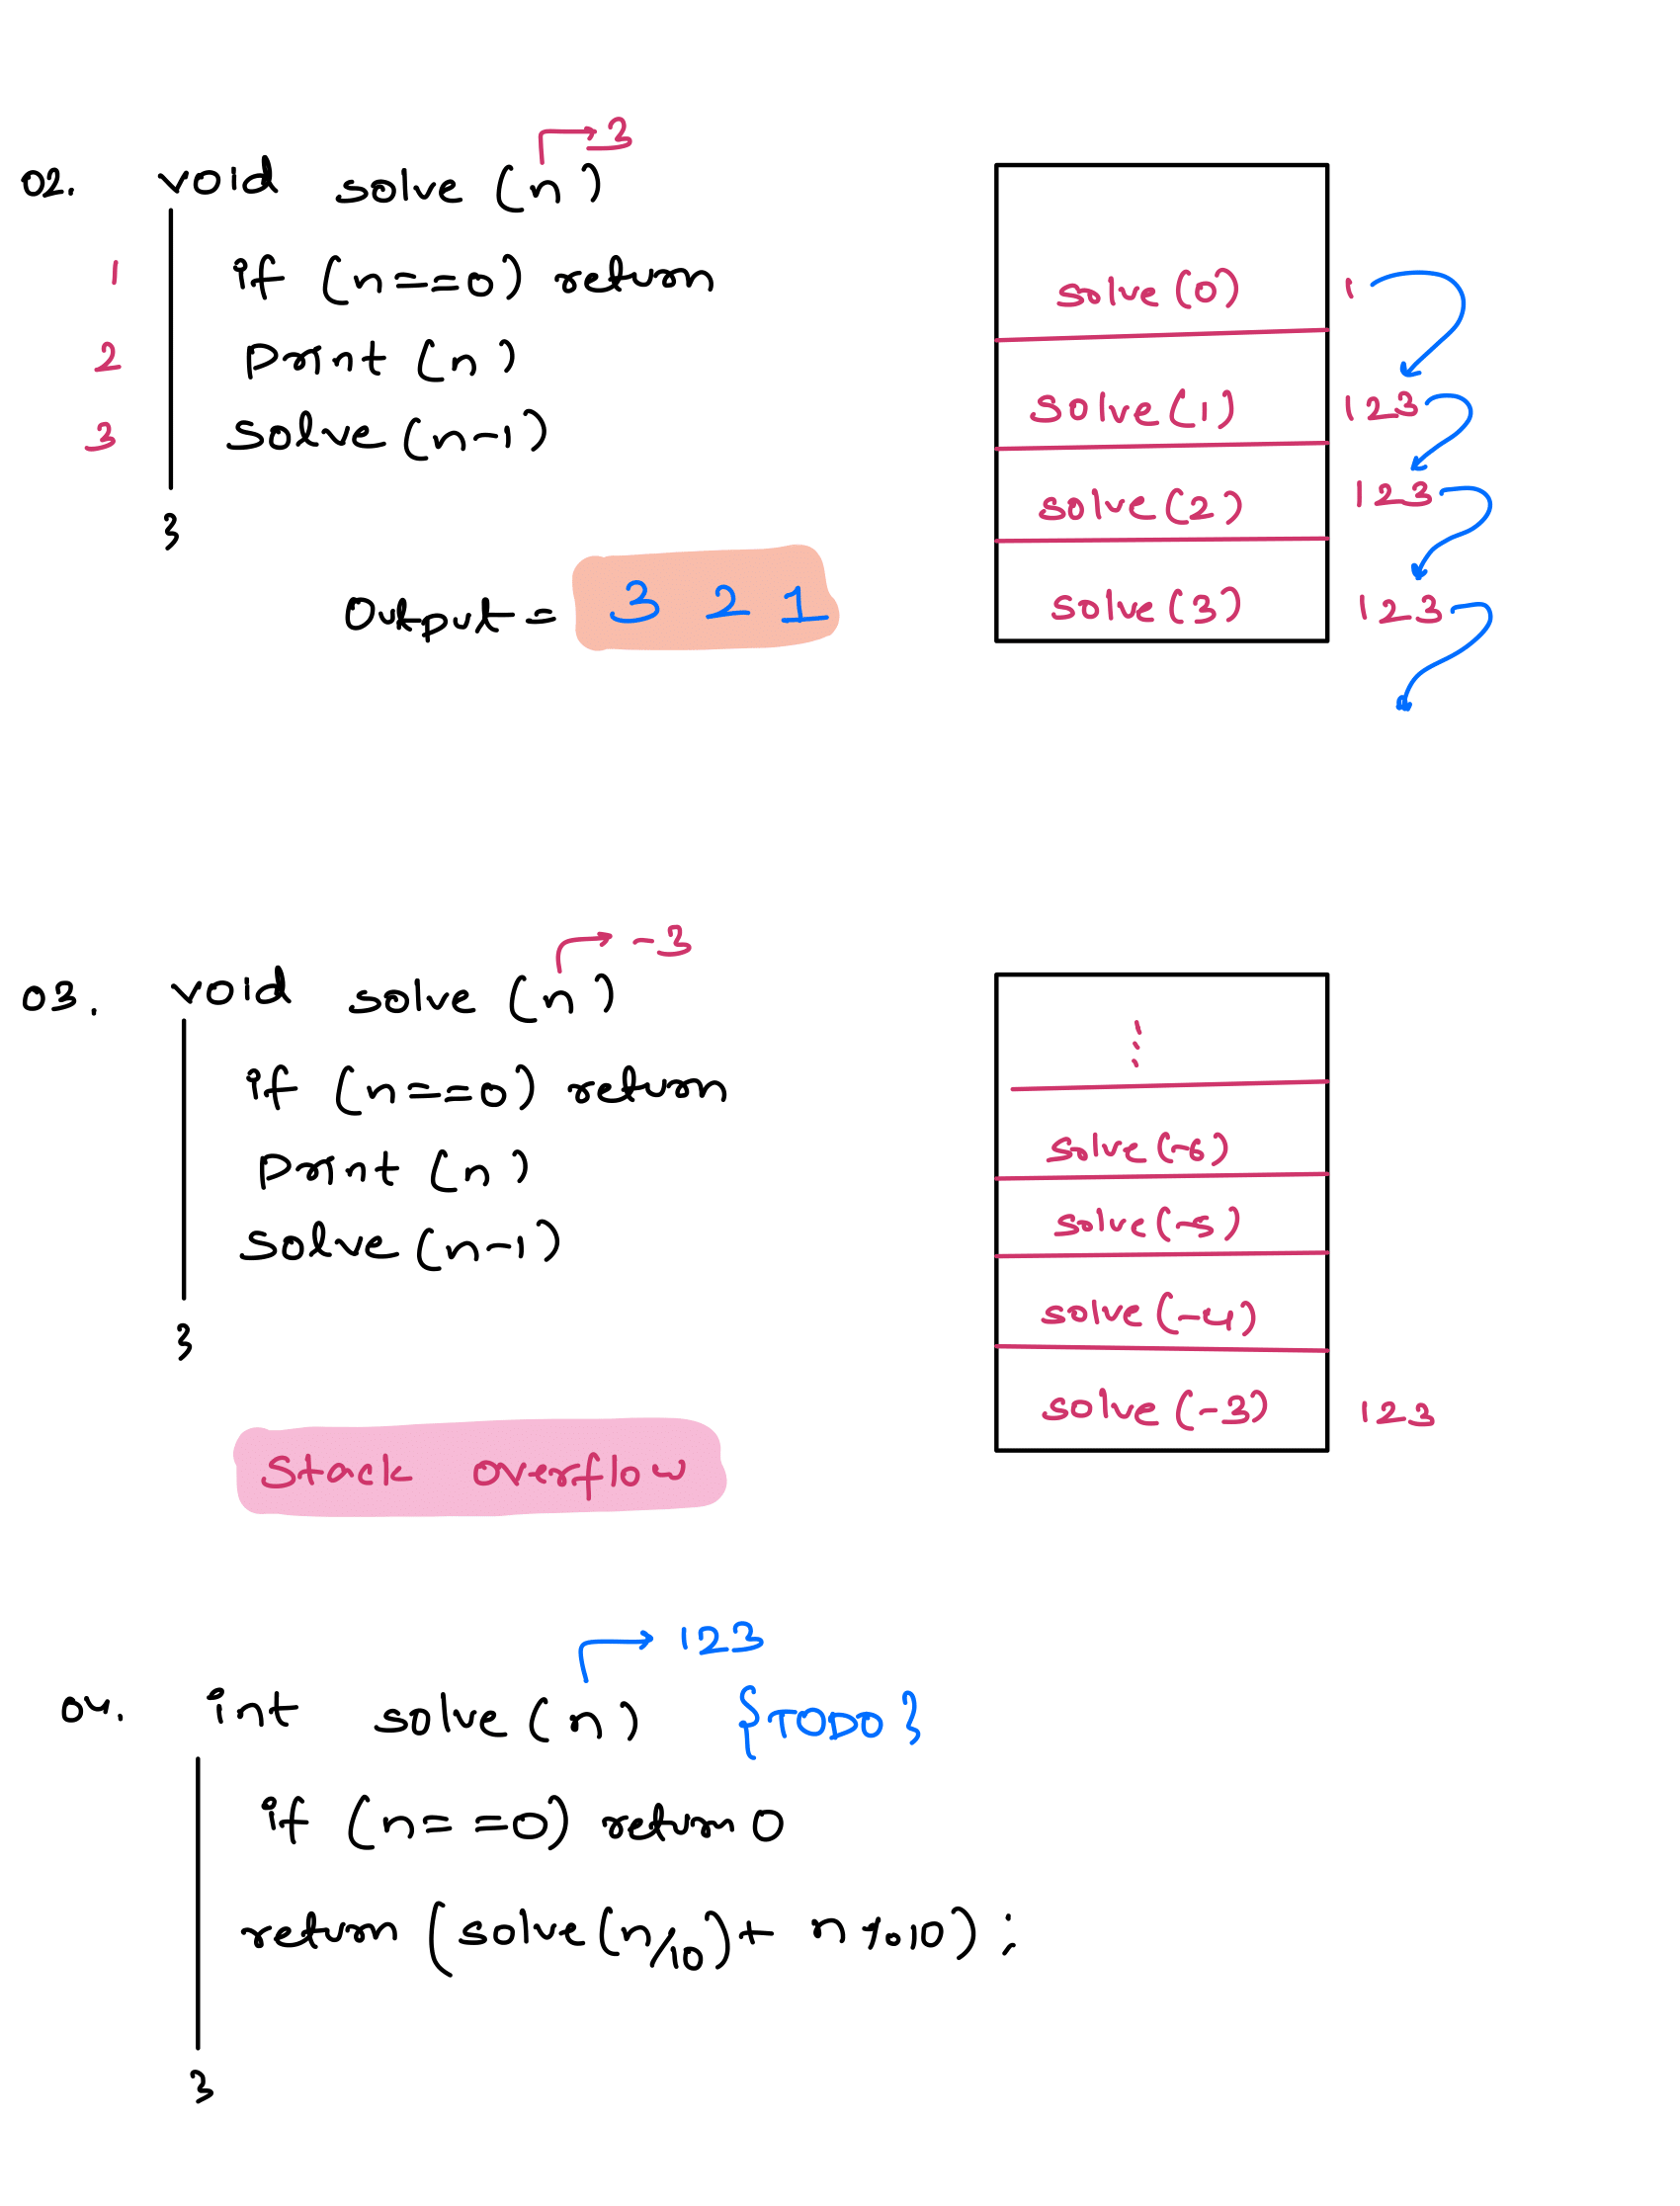 3
02. void solve (n)
1 if (n==0) return
2 Print (n)
3 solve (n-1)
}
Output = 3 2 1
solve (0) 1
solve (1) 123
solve (2) 123
solve (3) 123
-3
03. void solve (n)
if (n==0) return
Print (n)
solve (n-1)
}
Stack overflow
⋮
solve (-6)
solve (-5)
solve (-4)
solve (-3) 123
123
04. int solve (n) {TODO}
if (n==0) return 0
return (solve (n/10) + n%10) ;
}